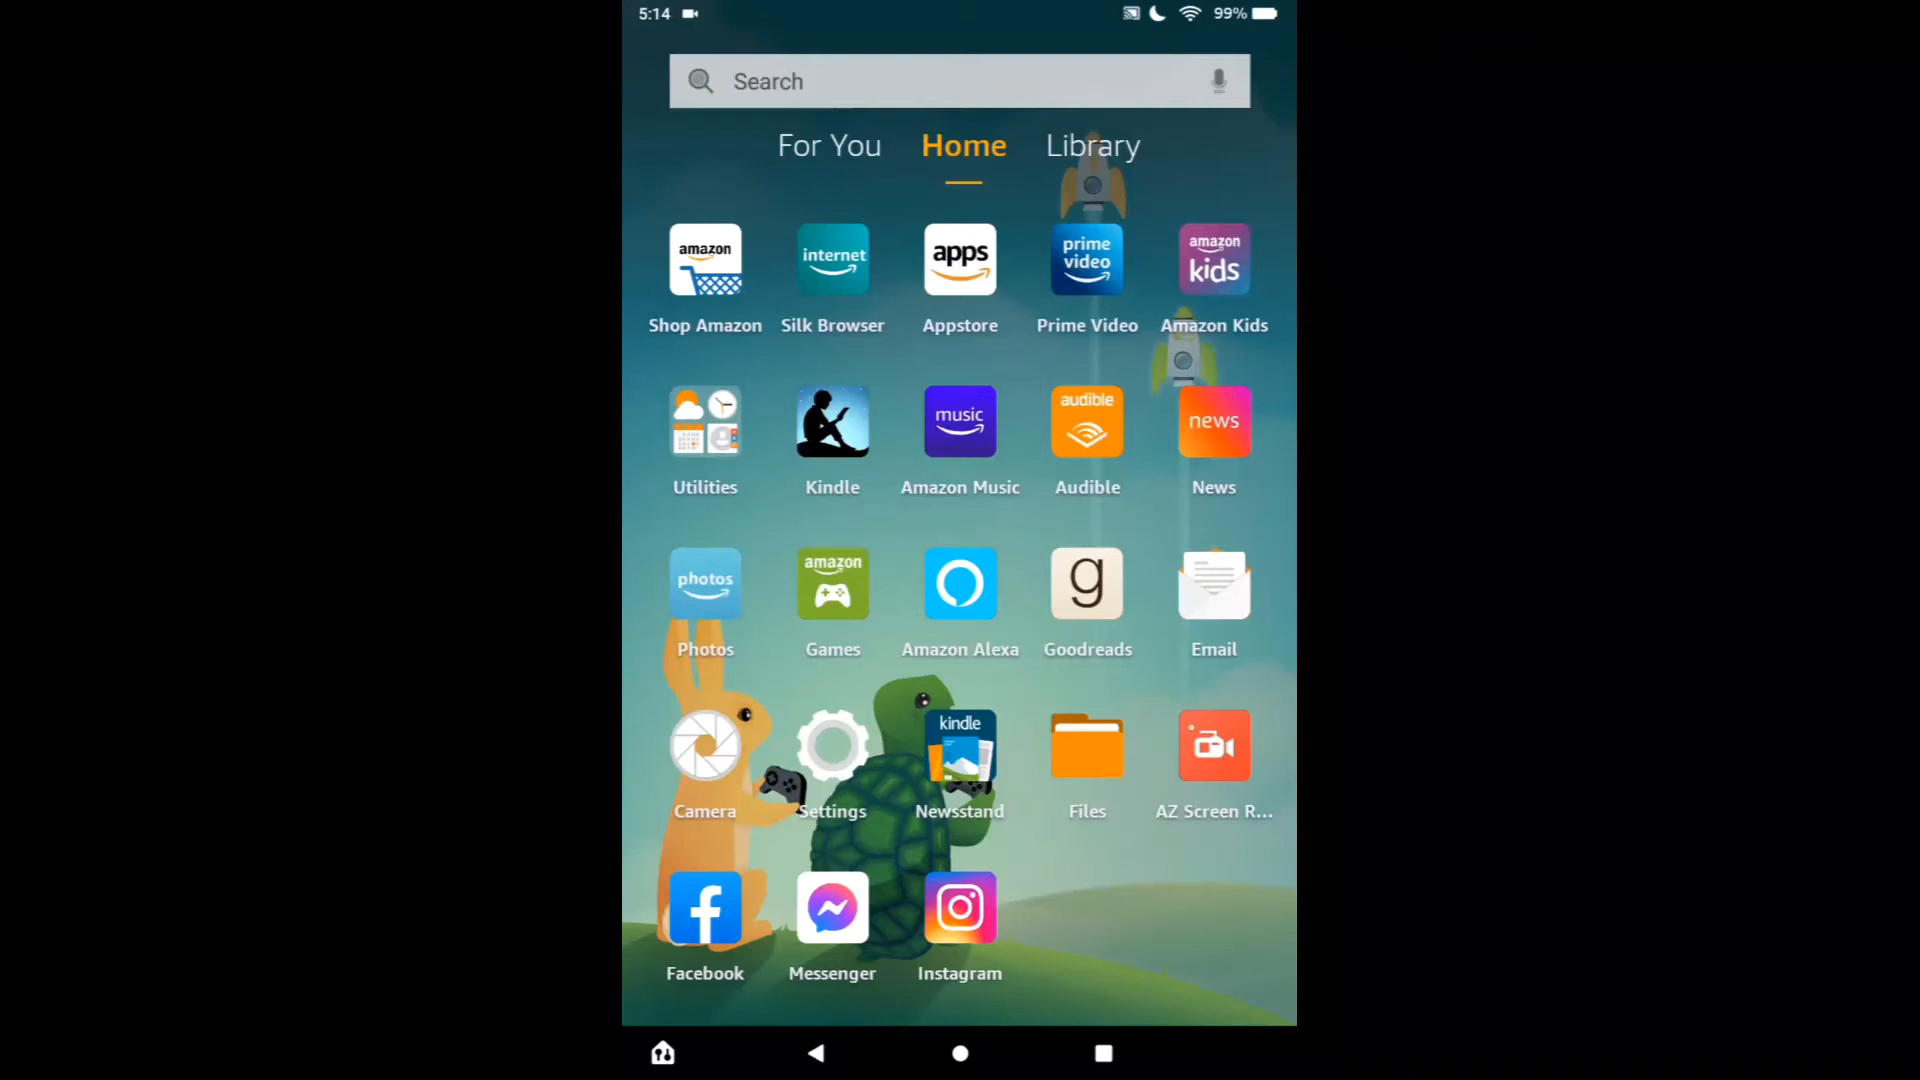 5:14 99%
Search
For You Home Library
amazon internet apps prime video amazon kids
Shop Amazon Silk Browser Appstore Prime Video Amazon Kids
music audible news
Utilities Kindle Amazon Music Audible News
photos amazon g
Photos Games Amazon Alexa Goodreads Email
kindle
Camera Settings Newsstand Files AZ Screen R...
Facebook Messenger Instagram